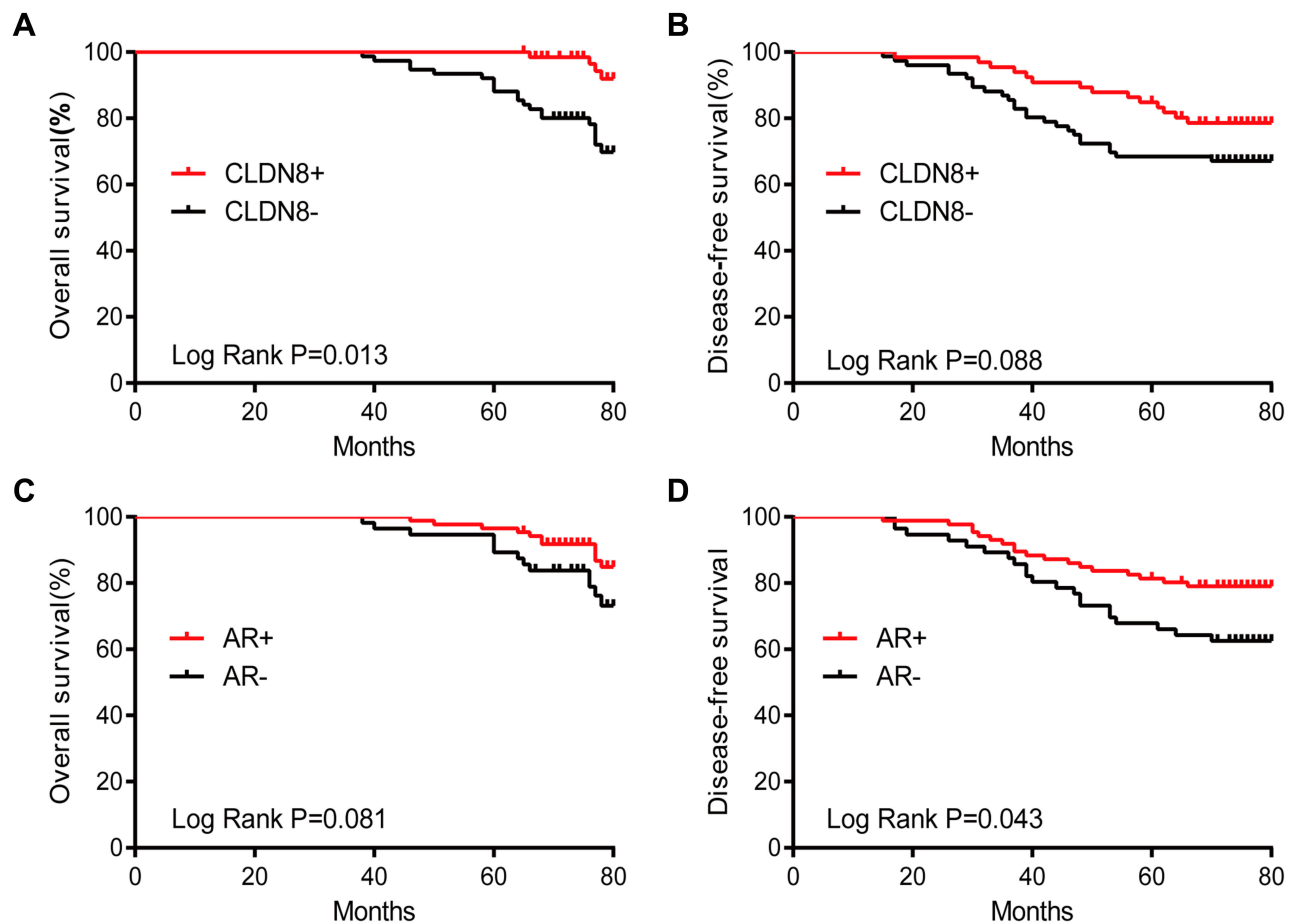 A
Overall survival(%)
100
80
60
40
20
0
CLDN8+
CLDN8-
Log Rank P=0.013
0 20 40 60 80
Months
B
Disease-free survival(%)
100
80
60
40
20
0
CLDN8+
CLDN8-
Log Rank P=0.088
0 20 40 60 80
Months
C
Overall survival(%)
100
80
60
40
20
0
AR+
AR-
Log Rank P=0.081
0 20 40 60 80
Months
D
Disease-free survival
100
80
60
40
20
0
AR+
AR-
Log Rank P=0.043
0 20 40 60 80
Months